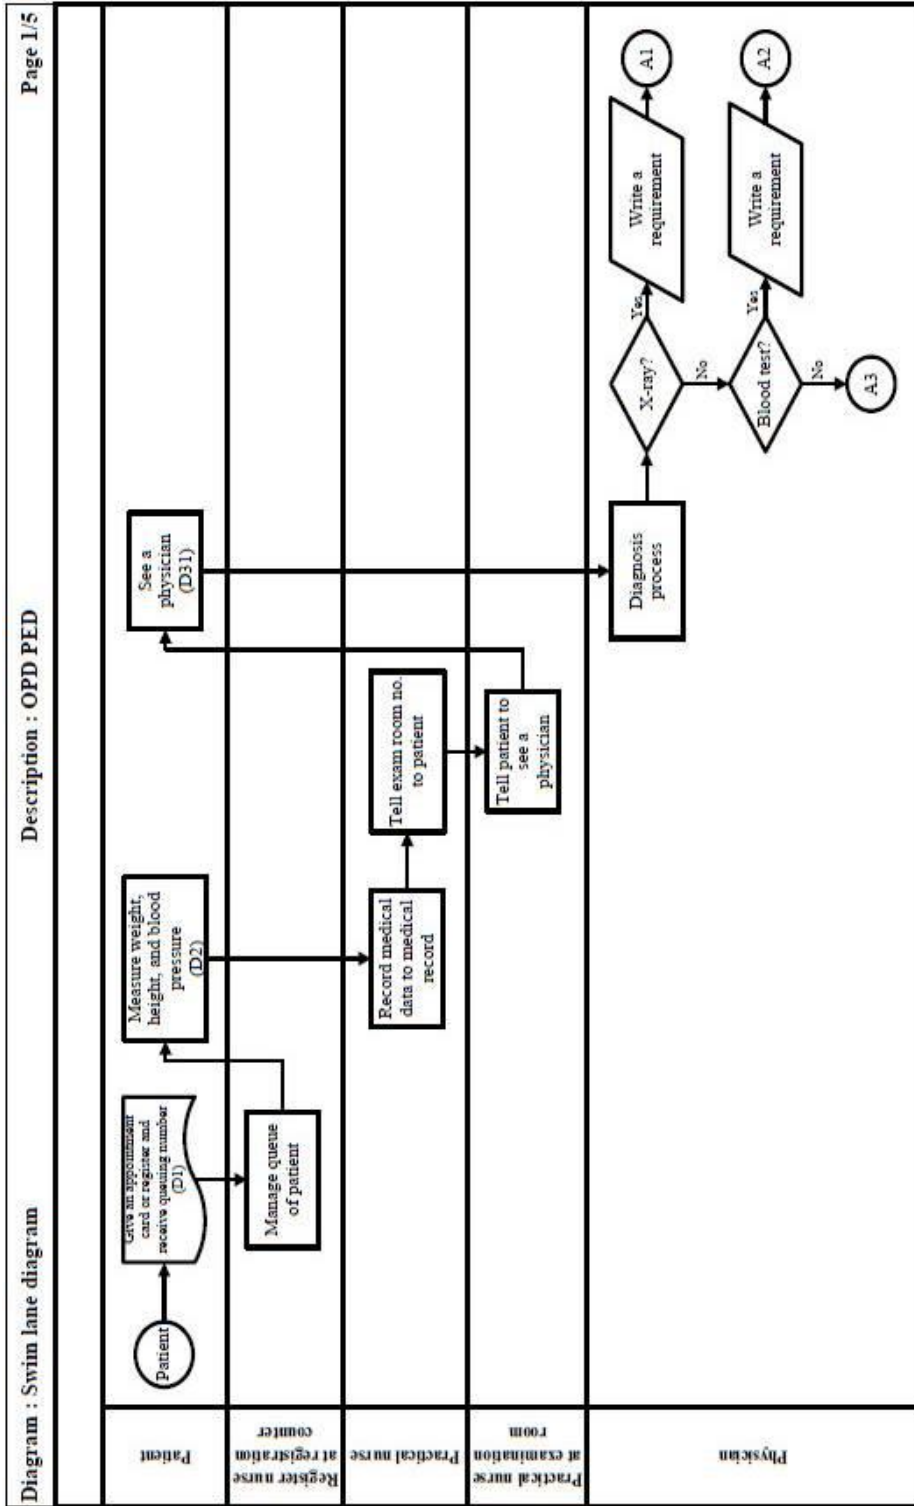 Diagram : Swim lane diagram
Description : OPD PED
Page 1/5
Patient
Register nurse
at registration
counter
Practical nurse
Practical nurse
at examination
room
Physician
Patient
Give an appointment
card or register and
receive queuing number
(D1)
Manage queue
of patient
Measure weight,
height, and blood
pressure
(D2)
Record medical
data to medical
record
Tell exam room no.
to patient
Tell patient to
see a
physician
See a
physician
(D31)
Diagnosis
process
X-ray?
Yes
Write a
requirement
A1
No
Blood test?
Yes
Write a
requirement
A2
No
A3